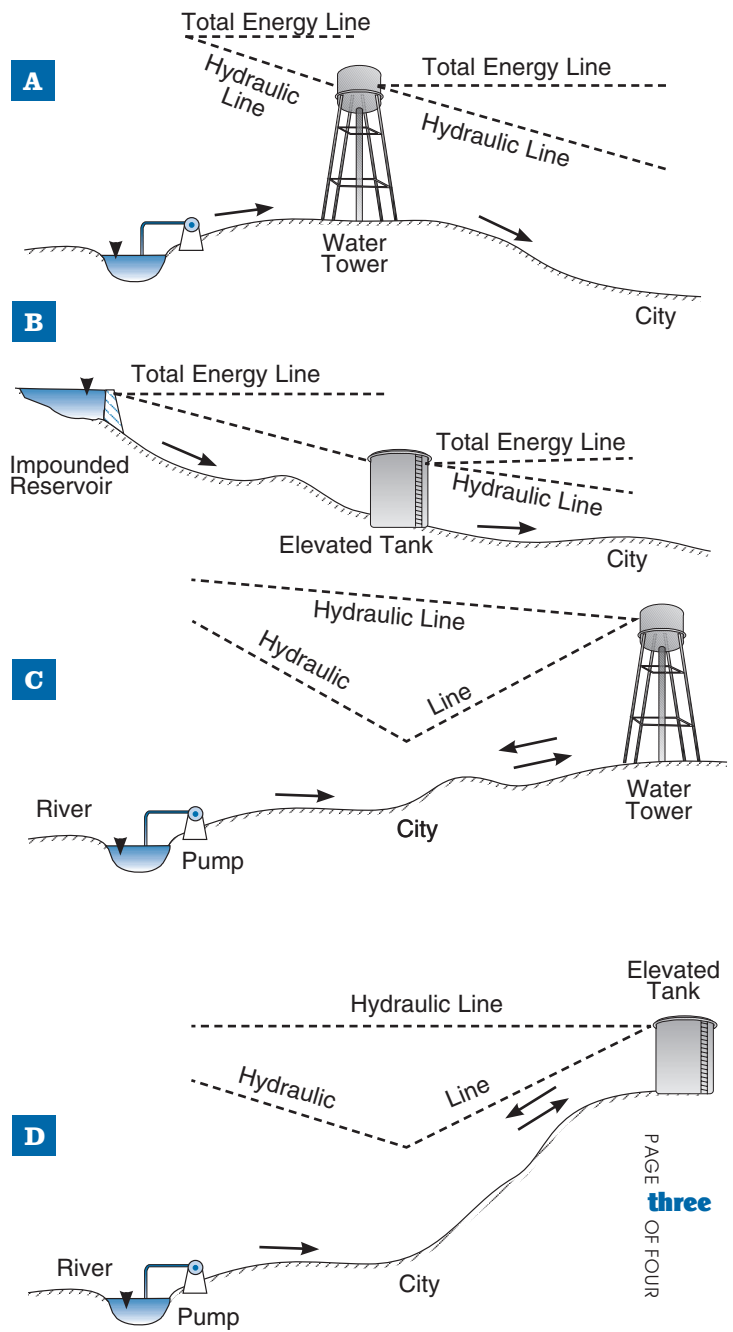 A
Total Energy Line
Hydraulic
Line
Total Energy Line
Hydraulic Line
Water
Tower
City
B
Total Energy Line
Impounded
Reservoir
Total Energy Line
Hydraulic Line
Elevated Tank
City
C
Hydraulic Line
Hydraulic
Line
River
Pump
City
Water
Tower
D
Elevated
Tank
Hydraulic Line
Hydraulic
Line
River
Pump
City
PAGE
three
OF FOUR